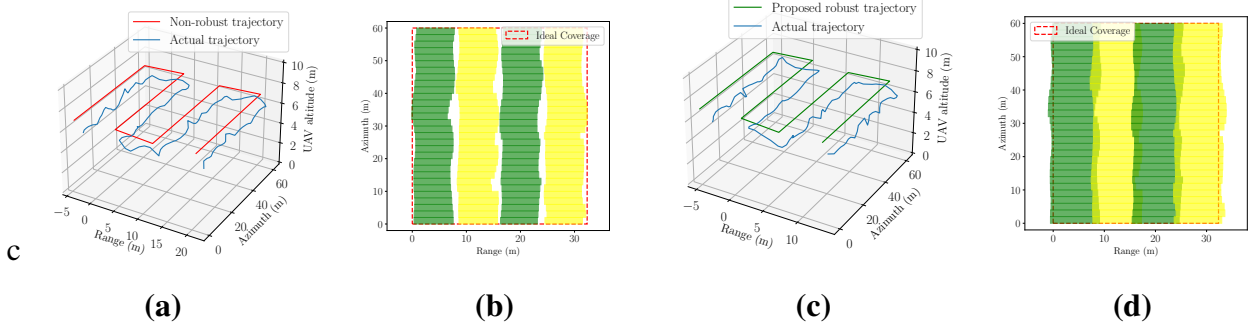 Non-robust trajectory
Actual trajectory
10
8
6
4
2
0
UAV altitude (m)
−5
0
5
10
15
20
Range (m)
0
20
40
60
Azimuth (m)
Ideal Coverage
60
50
40
30
20
10
0
Azimuth (m)
0
10
20
30
Range (m)
Proposed robust trajectory
Actual trajectory
10
8
6
4
2
0
UAV altitude (m)
−5
0
5
10
Range (m)
0
20
40
60
Azimuth (m)
Ideal Coverage
60
50
40
30
20
10
0
Azimuth (m)
0
10
20
30
Range (m)
c
(a)
(b)
(c)
(d)